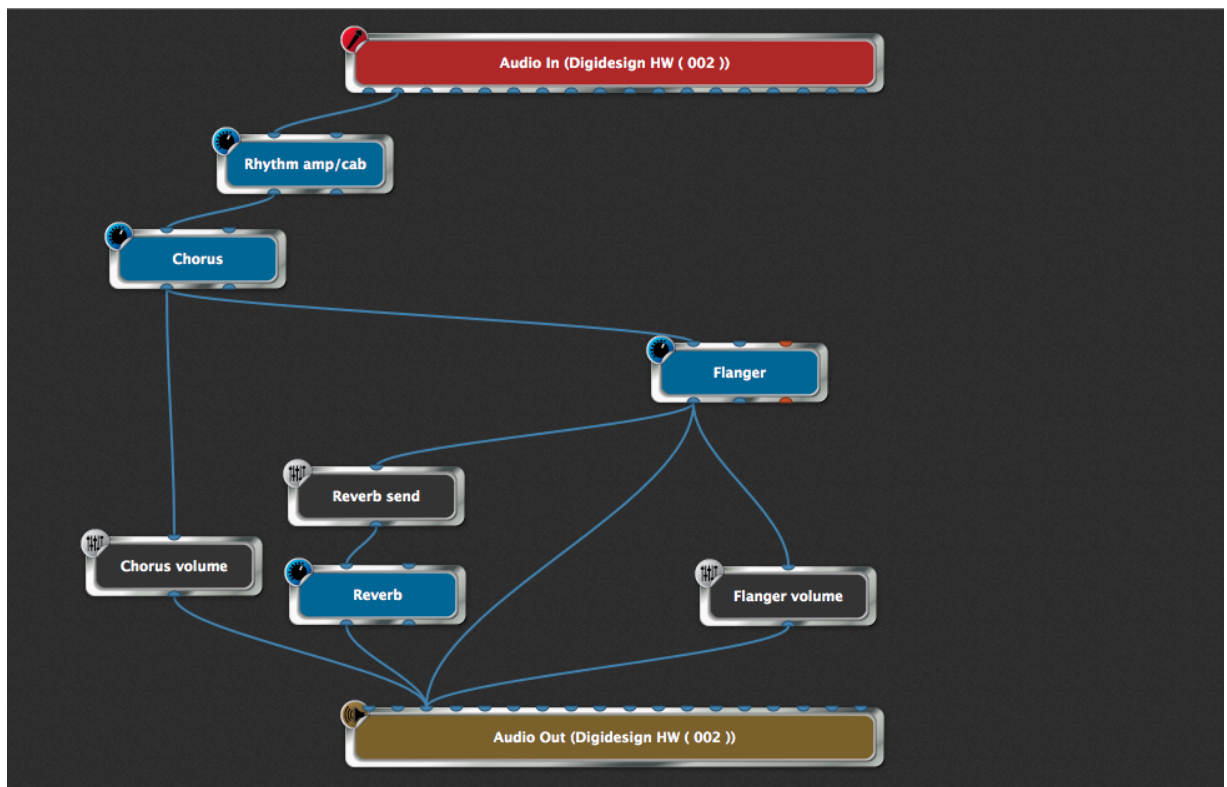 Audio In (Digidesign HW ( 002 ))
Rhythm amp/cab
Chorus
Flanger
Reverb send
Chorus volume
Reverb
Flanger volume
Audio Out (Digidesign HW ( 002 ))